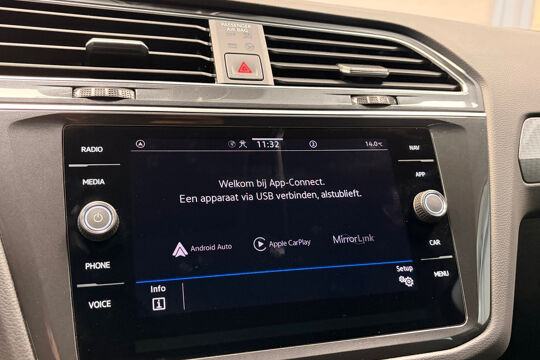 PASSENGER
AIR BAG
RADIO
MEDIA
PHONE
VOICE
11:32
14.0°C
Welkom bij App-Connect.
Een apparaat via USB verbinden, alstublieft.
Android Auto
Apple CarPlay
MirrorLink
Info
Setup
NAV
APP
CAR
MENU